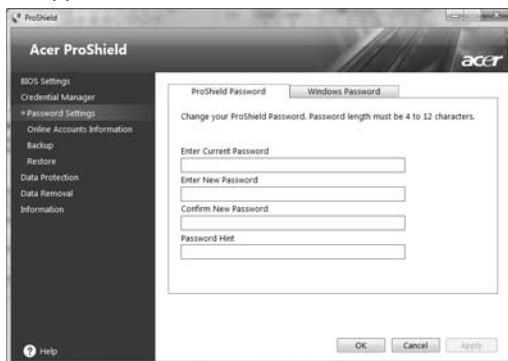 ProShield
Acer ProShield
acer
BIOS Settings
Credential Manager
Password Settings
Online Accounts Information
Backup
Restore
Data Protection
Data Removal
Information
Help
ProShield Password
Windows Password
Change your ProShield Password. Password length must be 4 to 12 characters.
Enter Current Password
Enter New Password
Confirm New Password
Password Hint
OK
Cancel
Apply